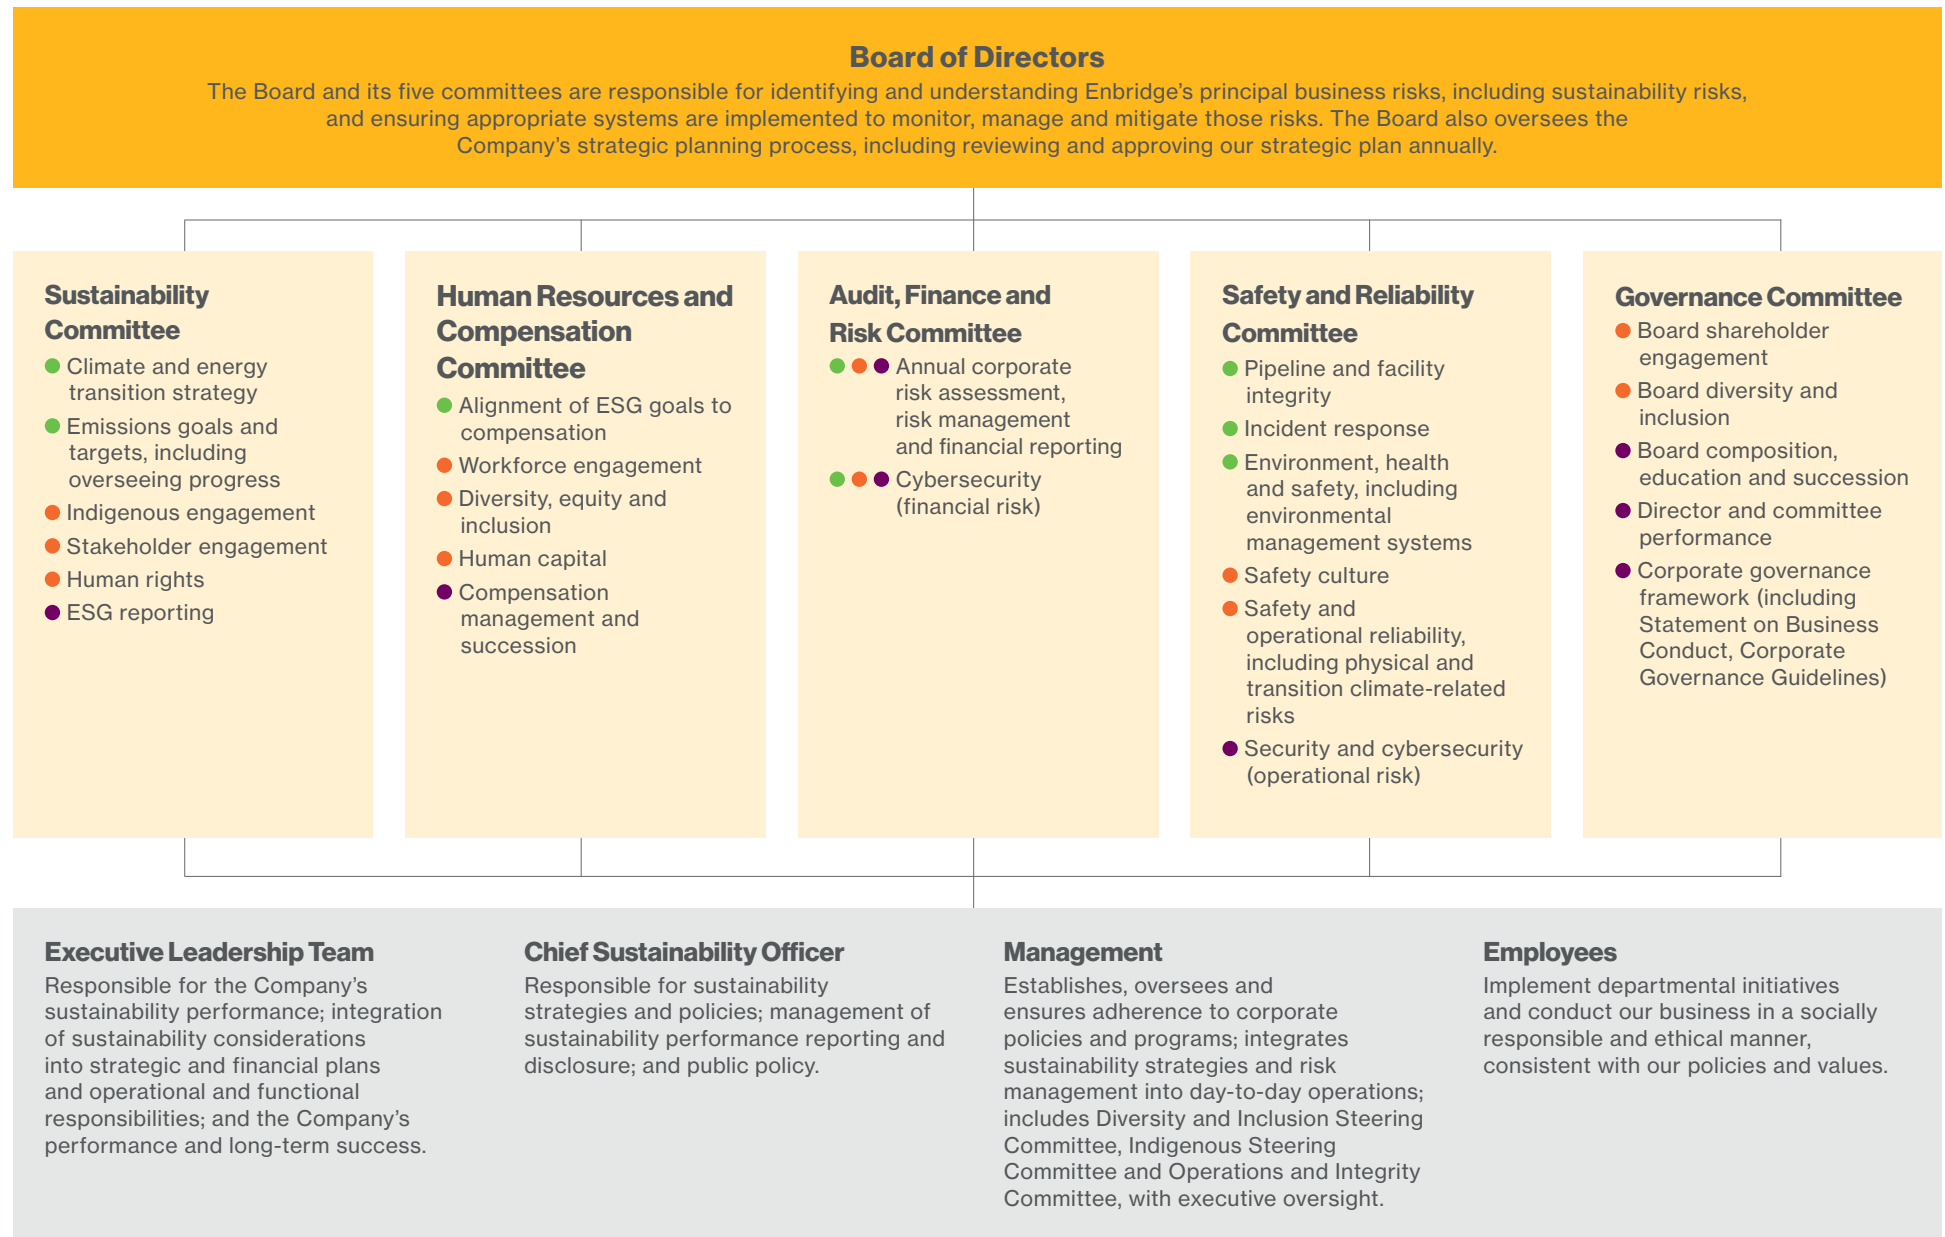 Board of Directors
The Board and its five committees are responsible for identifying and understanding Enbridge's principal business risks, including sustainability risks,
and ensuring appropriate systems are implemented to monitor, manage and mitigate those risks. The Board also oversees the
Company's strategic planning process, including reviewing and approving our strategic plan annually.
Sustainability
Committee
Climate and energy
transition strategy
Emissions goals and
targets, including
overseeing progress
Indigenous engagement
Stakeholder engagement
Human rights
ESG reporting
Human Resources and
Compensation
Committee
Alignment of ESG goals to
compensation
Workforce engagement
Diversity, equity and
inclusion
Human capital
Compensation
management and
succession
Audit, Finance and
Risk Committee
Annual corporate
risk assessment,
risk management
and financial reporting
Cybersecurity
(financial risk)
Safety and Reliability
Committee
Pipeline and facility
integrity
Incident response
Environment, health
and safety, including
environmental
management systems
Safety culture
Safety and
operational reliability,
including physical and
transition climate-related
risks
Security and cybersecurity
(operational risk)
Governance Committee
Board shareholder
engagement
Board diversity and
inclusion
Board composition,
education and succession
Director and committee
performance
Corporate governance
framework (including
Statement on Business
Conduct, Corporate
Governance Guidelines)
Executive Leadership Team
Responsible for the Company's
sustainability performance; integration
of sustainability considerations
into strategic and financial plans
and operational and functional
responsibilities; and the Company's
performance and long-term success.
Chief Sustainability Officer
Responsible for sustainability
strategies and policies; management of
sustainability performance reporting and
disclosure; and public policy.
Management
Establishes, oversees and
ensures adherence to corporate
policies and programs; integrates
sustainability strategies and risk
management into day-to-day operations;
includes Diversity and Inclusion Steering
Committee, Indigenous Steering
Committee and Operations and Integrity
Committee, with executive oversight.
Employees
Implement departmental initiatives
and conduct our business in a socially
responsible and ethical manner,
consistent with our policies and values.